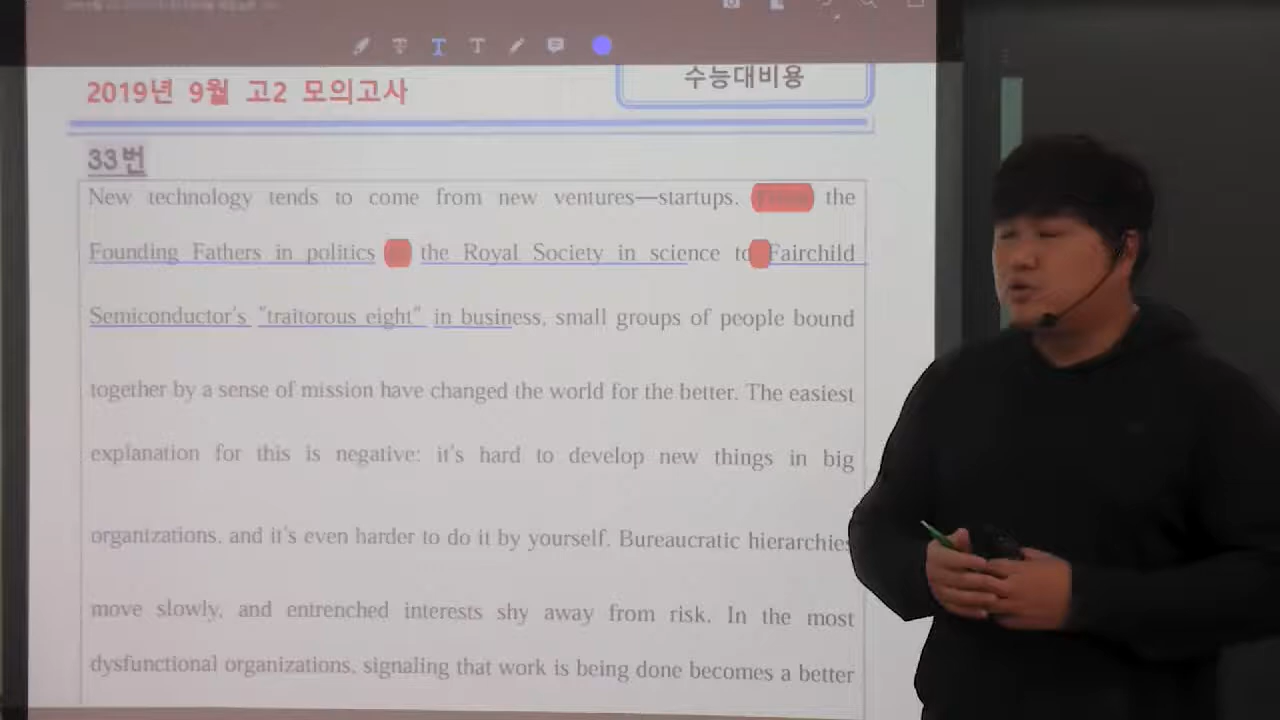 수능대비용
2019년 9월 고2 모의고사
33번
New technology tends to come from new ventures—startups. the
Founding Fathers in politics the Royal Society in science to Fairchild
Semiconductor's "traitorous eight" in business, small groups of people bound
together by a sense of mission have changed the world for the better. The easiest
explanation for this is negative: it's hard to develop new things in big
organizations, and it's even harder to do it by yourself. Bureaucratic hierarchies
move slowly, and entrenched interests shy away from risk. In the most
dysfunctional organizations, signaling that work is being done becomes a better